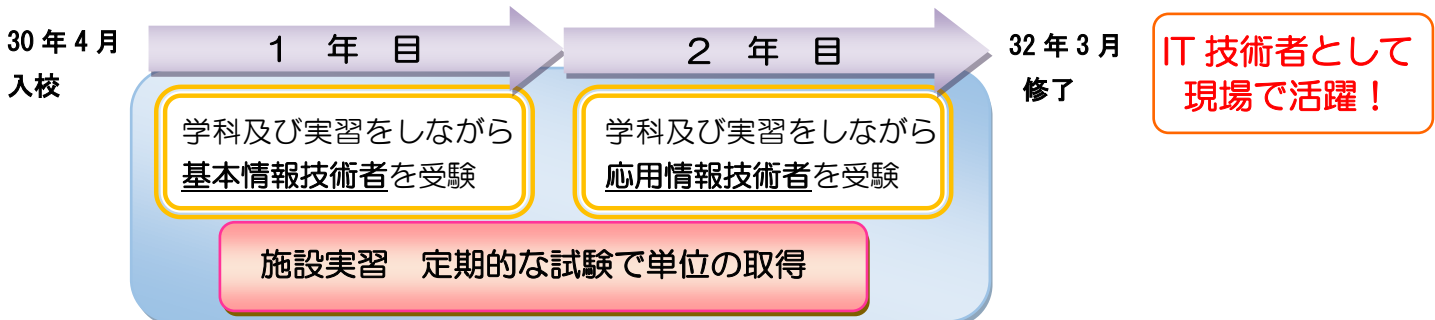 30年4月
入校
１　年　目
２　年　目
32年3月
修了
IT技術者として
現場で活躍！
学科及び実習をしながら
基本情報技術者を受験
学科及び実習をしながら
応用情報技術者を受験
施設実習　定期的な試験で単位の取得